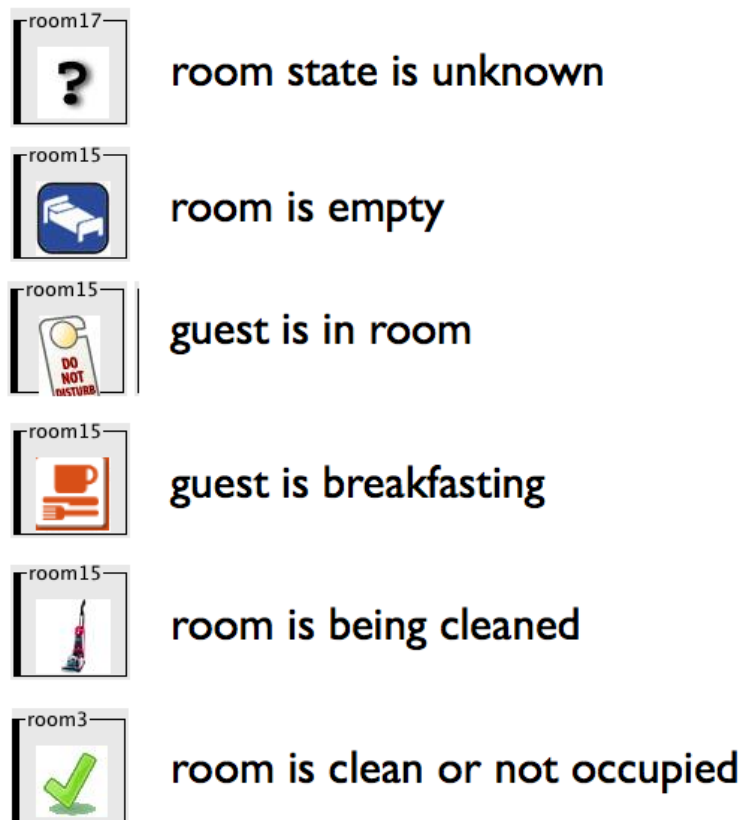 room17
?
room state is unknown
room15
room is empty
room15
DO
NOT
DISTURB
guest is in room
room15
guest is breakfasting
room15
room is being cleaned
room3
room is clean or not occupied